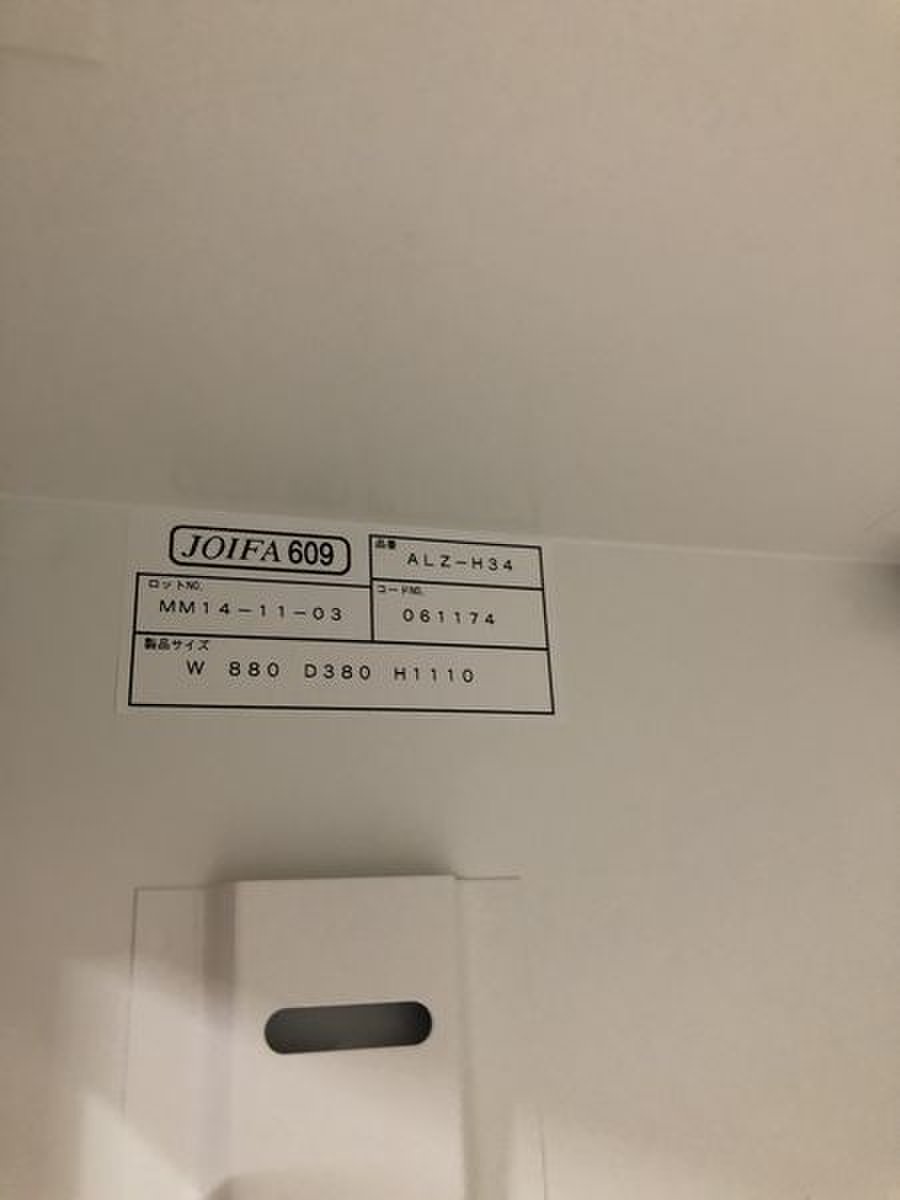 JOIFA 609
品番
ALZ-H34
ロットNO.
MM14-11-03
コードNO.
061174
製品サイズ
W 880 D380 H1110